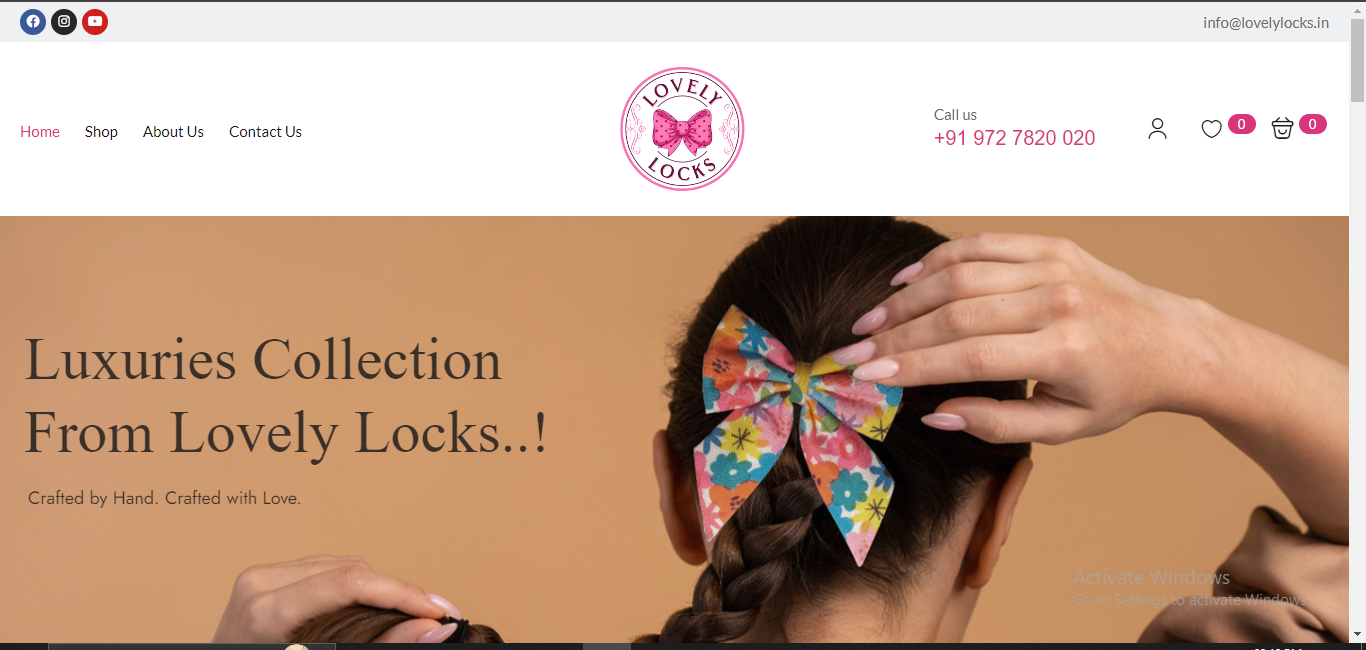 info@lovelylocks.in
Home Shop About Us Contact Us
LOVELY
LOCKS
Call us
+91 972 7820 020
0
0
Luxuries Collection
From Lovely Locks..!
Crafted by Hand. Crafted with Love.
Activate Windows
Go to Settings to activate Windows.